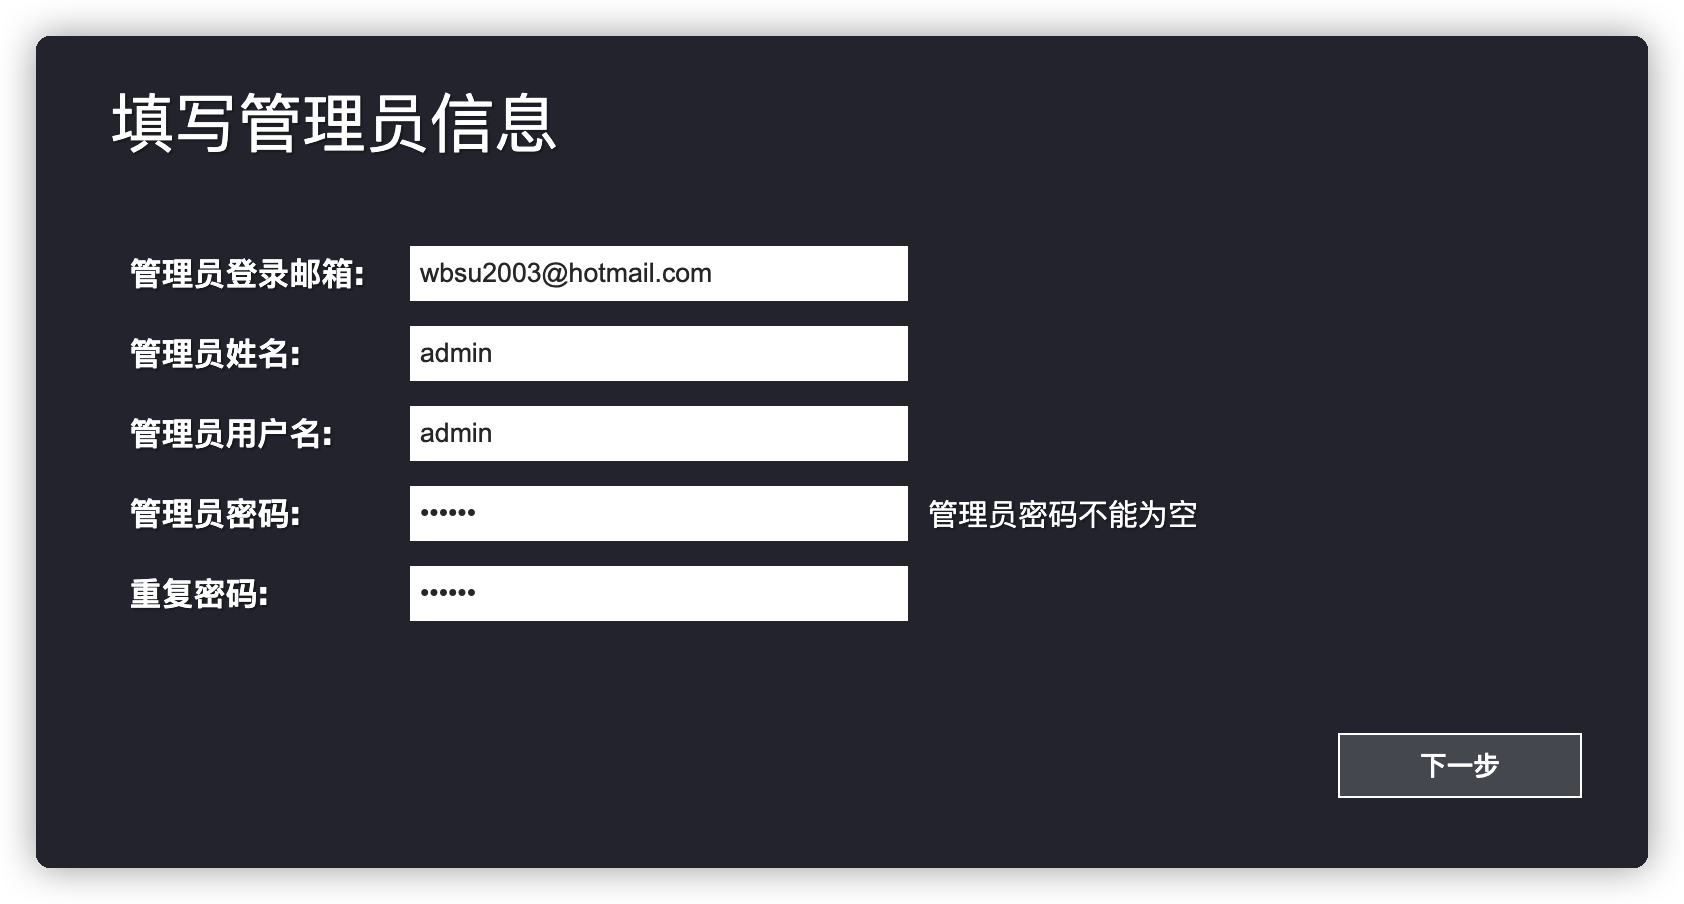 填写管理员信息
管理员登录邮箱: wbsu2003@hotmail.com
管理员姓名: admin
管理员用户名: admin
管理员密码: •••••• 管理员密码不能为空
重复密码: ••••••
下一步